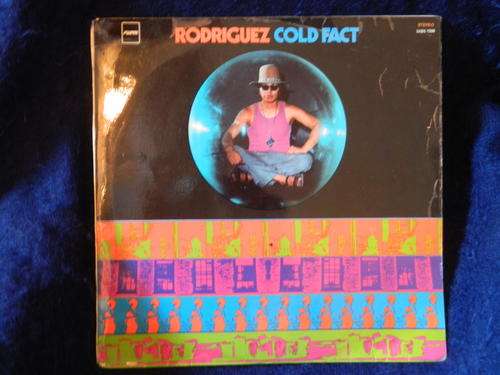 RODRIGUEZ COLD FACT
STEREO